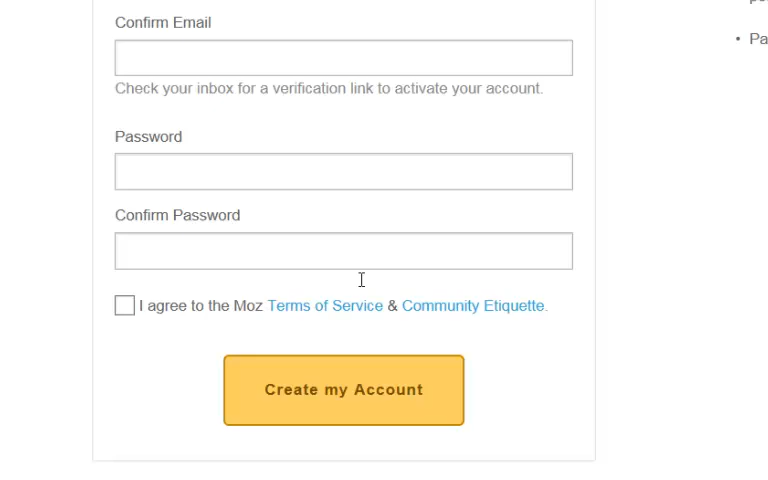 Confirm Email
Check your inbox for a verification link to activate your account.
Password
Confirm Password
I agree to the Moz Terms of Service & Community Etiquette.
Create my Account